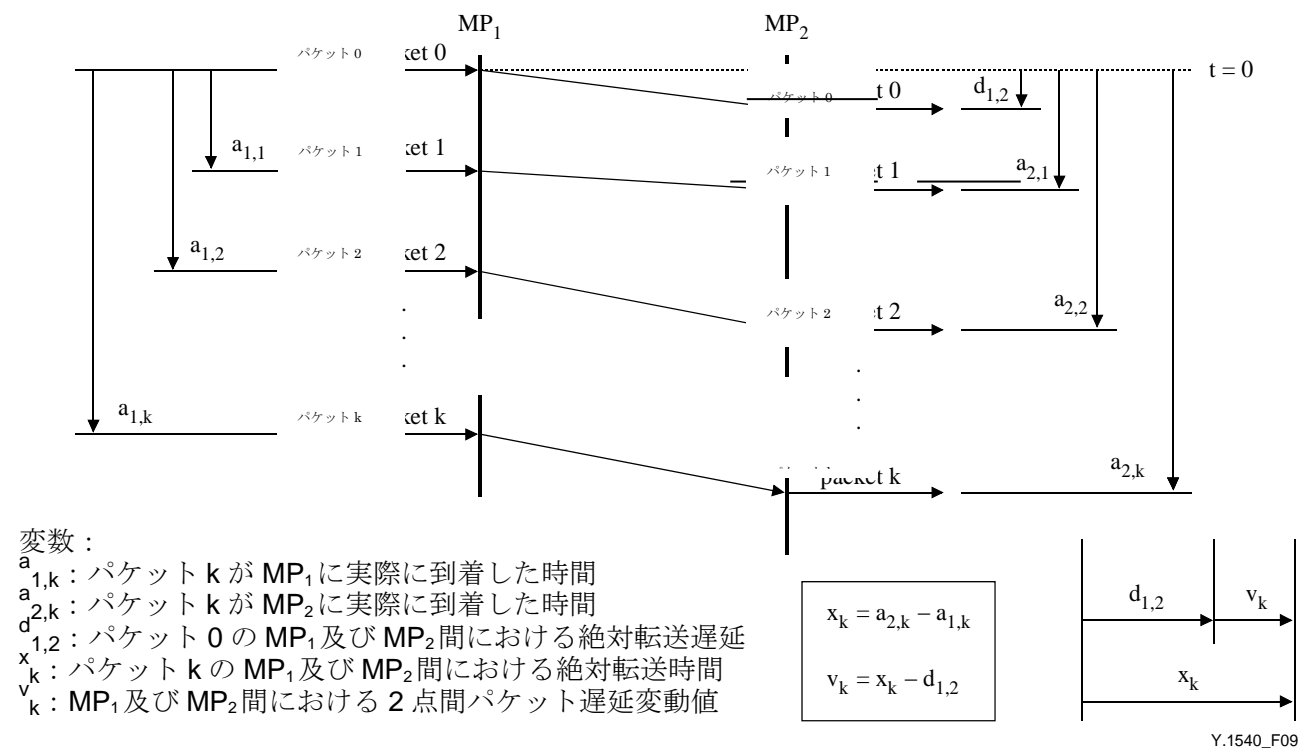 MP1 MP2
パケット 0 ket 0 パケット 0 t 0 d1,2 t = 0
a1,1 パケット 1 ket 1 パケット 1 t 1 a2,1
a1,2 パケット 2 ket 2 パケット 2 t 2 a2,2
.
.
.
.
.
.
a1,k パケット k ket k
packet k a2,k
変数：
a1,k：パケット k が MP1に実際に到着した時間
a2,k：パケット k が MP2に実際に到着した時間
d1,2：パケット 0 の MP1及び MP2間における絶対転送遅延
xk：パケット k の MP1及び MP2間における絶対転送時間
vk：MP1及び MP2間における 2 点間パケット遅延変動値
xk = a2,k − a1,k
vk = xk − d1,2
d1,2 vk
xk
Y.1540_F09